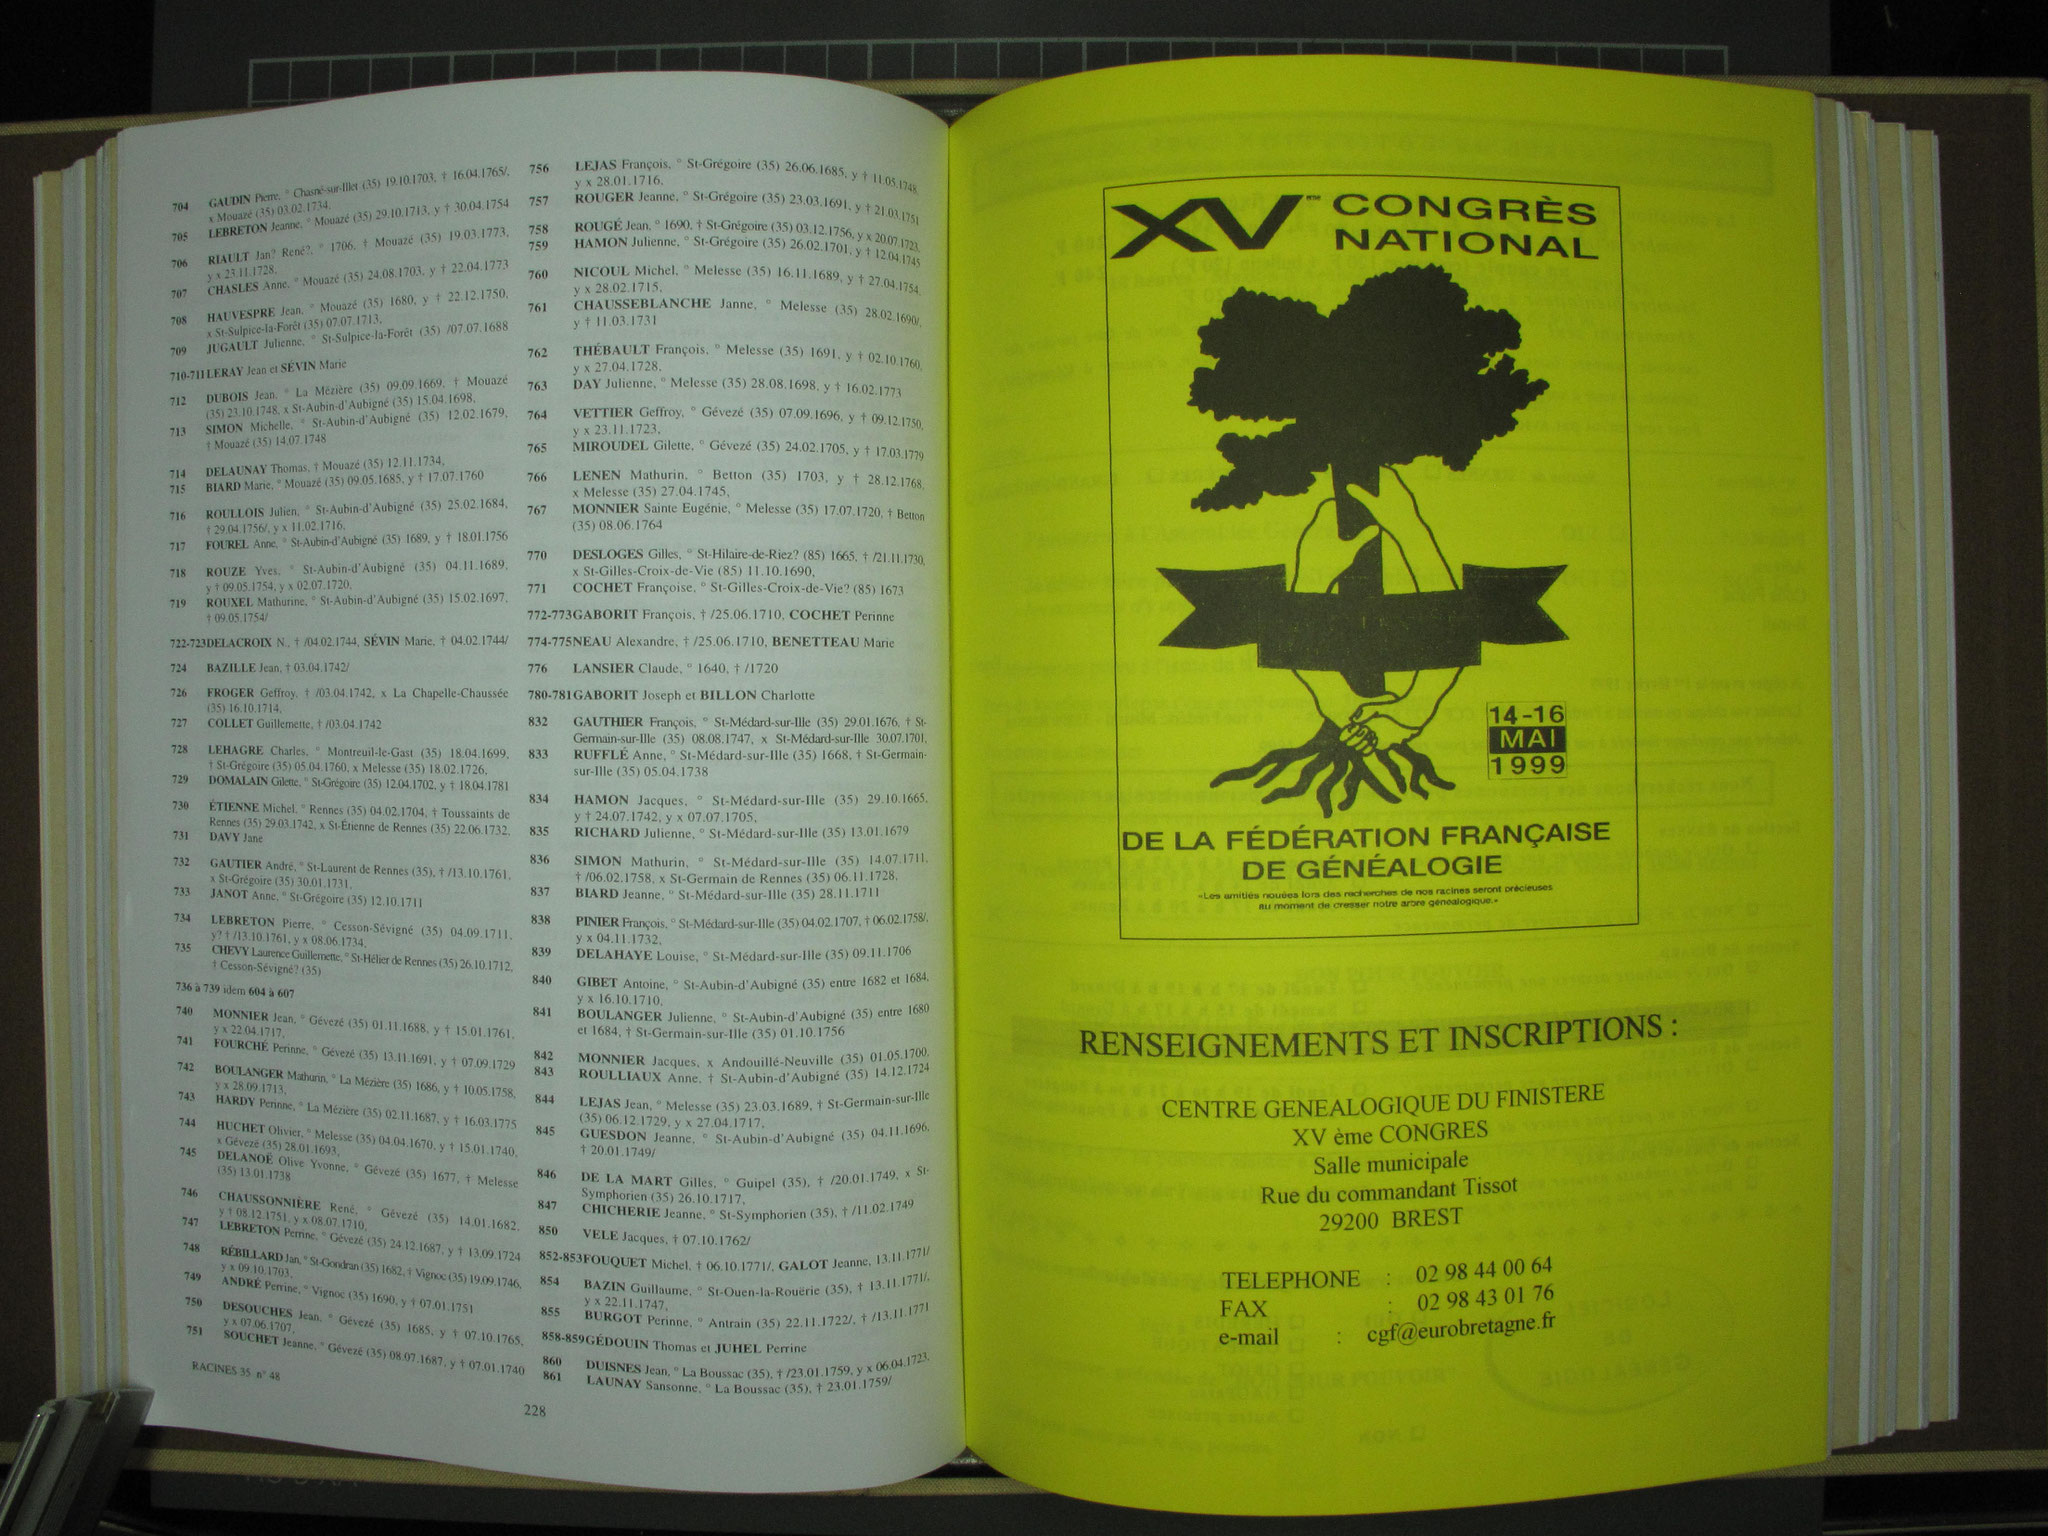 704 GAUDIN Pierre, ° Chasné-sur-Illet (35) 19.10.1703, † 16.04.1765/,
x Mouazé (35) 03.02.1734,
705 LEBRETON Jeanne, ° Mouazé (35) 29.10.1713, y † 30.04.1754
706 RIAULT Jan? René?, ° 1706, † Mouazé (35) 19.03.1773,
y x 23.11.1728,
707 CHASLES Anne, ° Mouazé (35) 24.08.1703, y † 22.04.1773
708 HAUVESPRE Jean, ° Mouazé (35) 1680, y † 22.12.1750,
x St-Sulpice-la-Forêt (35) 07.07.1713,
709 JUGAULT Julienne, ° St-Sulpice-la-Forêt (35) /07.07.1688
710-711 LERAY Jean et SÉVIN Marie
712 DUBOIS Jean, ° La Mézière (35) 09.09.1669, † Mouazé
(35) 23.10.1748, x St-Aubin-d'Aubigné (35) 15.04.1698,
713 SIMON Michelle, ° St-Aubin-d'Aubigné (35) 12.02.1679,
† Mouazé (35) 14.07.1748
714 DELAUNAY Thomas, † Mouazé (35) 12.11.1734,
715 BIARD Marie, ° Mouazé (35) 09.05.1685, y † 17.07.1760
716 ROULLOIS Julien, ° St-Aubin-d'Aubigné (35) 25.02.1684,
† 29.04.1756/, y x 11.02.1716,
717 FOUREL Anne, ° St-Aubin-d'Aubigné (35) 1689, y † 18.01.1756
718 ROUZE Yves, ° St-Aubin-d'Aubigné (35) 04.11.1689,
y † 09.05.1754, y x 02.07.1720,
719 ROUXEL Mathurine, ° St-Aubin-d'Aubigné (35) 15.02.1697,
† 09.05.1754/
722-723 DELACROIX N., † /04.02.1744, SÉVIN Marie, † 04.02.1744/
724 BAZILLE Jean, † 03.04.1742/
726 FROGER Geffroy, † /03.04.1742, x La Chapelle-Chaussée
(35) 16.10.1714,
727 COLLET Guillemette, † /03.04.1742
728 LEHAGRE Charles, ° Montreuil-le-Gast (35) 18.04.1699,
† St-Grégoire (35) 05.04.1760, x Melesse (35) 18.02.1726,
729 DOMALAIN Gilette, ° St-Grégoire (35) 12.04.1702, y † 18.04.1781
730 ÉTIENNE Michel, ° Rennes (35) 04.02.1704, † Toussaints de
Rennes (35) 29.03.1742, x St-Étienne de Rennes (35) 22.06.1732,
731 DAVY Jane
732 GAUTIER André, ° St-Laurent de Rennes (35), † /13.10.1761,
x St-Grégoire (35) 30.01.1731,
733 JANOT Anne, ° St-Grégoire (35) 12.10.1711
734 LEBRETON Pierre, ° Cesson-Sévigné (35) 04.09.1711,
y? † /13.10.1761, y x 08.06.1734,
735 CHEVY Laurence Guillemette, ° St-Hélier de Rennes (35) 26.10.1712,
† Cesson-Sévigné? (35)
736 à 739 idem 604 à 607
740 MONNIER Jean, ° Gévezé (35) 01.11.1688, y † 15.01.1761,
y x 22.04.1717,
741 FOURCHÉ Perinne, ° Gévezé (35) 13.11.1691, y † 07.09.1729
742 BOULANGER Mathurin, ° La Mézière (35) 1686, y † 10.05.1758,
y x 28.09.1713,
743 HARDY Perinne, ° La Mézière (35) 02.11.1687, y † 16.03.1775
744 HUCHET Olivier, ° Melesse (35) 04.04.1670, y † 15.01.1740,
x Gévezé (35) 28.01.1693,
745 DELANOË Olive Yvonne, ° Gévezé (35) 1677, † Melesse
(35) 13.01.1738
746 CHAUSSONNIÈRE René, ° Gévezé (35) 14.01.1682,
y † 08.12.1751, y x 08.07.1710,
747 LEBRETON Perrine, ° Gévezé (35) 24.12.1687, y † 13.09.1724
748 RÉBILLARD Jan, ° St-Gondran (35) 1682, † Vignoc (35) 19.09.1746,
y x 09.10.1703,
749 ANDRÉ Perrine, ° Vignoc (35) 1690, y † 07.01.1751
750 DESOUCHES Jean, ° Gévezé (35) 1685, y † 07.10.1765,
y x 07.06.1707,
751 SOUCHET Jeanne, ° Gévezé (35) 08.07.1687, y † 07.01.1740
RACINES 35 n° 48
756 LEJAS François, ° St-Grégoire (35) 26.06.1685, y † 11.05.1748,
y x 28.01.1716,
757 ROUGER Jeanne, ° St-Grégoire (35) 23.03.1691, y † 21.03.1751
758 ROUGÉ Jean, ° 1690, † St-Grégoire (35) 03.12.1756, y x 20.07.1723,
759 HAMON Julienne, ° St-Grégoire (35) 26.02.1701, y † 12.04.1745
760 NICOUL Michel, ° Melesse (35) 16.11.1689, y † 27.04.1754,
y x 28.02.1715,
761 CHAUSSEBLANCHE Janne, ° Melesse (35) 28.02.1690/,
y † 11.03.1731
762 THÉBAULT François, ° Melesse (35) 1691, y † 02.10.1760,
y x 27.04.1728,
763 DAY Julienne, ° Melesse (35) 28.08.1698, y † 16.02.1773
764 VETTIER Geffroy, ° Gévezé (35) 07.09.1696, y † 09.12.1750,
y x 23.11.1723,
765 MIROUDEL Gilette, ° Gévezé (35) 24.02.1705, y † 17.03.1779
766 LENEN Mathurin, ° Betton (35) 1703, y † 28.12.1768,
x Melesse (35) 27.04.1745,
767 MONNIER Sainte Eugénie, ° Melesse (35) 17.07.1720, † Betton
(35) 08.06.1764
770 DESLOGES Gilles, ° St-Hilaire-de-Riez? (85) 1665, † /21.11.1730,
x St-Gilles-Croix-de-Vie (85) 11.10.1690,
771 COCHET Françoise, ° St-Gilles-Croix-de-Vie? (85) 1673
772-773 GABORIT François, † /25.06.1710, COCHET Perinne
774-775 NEAU Alexandre, † /25.06.1710, BENETTEAU Marie
776 LANSIER Claude, ° 1640, † /1720
780-781 GABORIT Joseph et BILLON Charlotte
832 GAUTHIER François, ° St-Médard-sur-Ille (35) 29.01.1676, † St-
Germain-sur-Ille (35) 08.08.1747, x St-Médard-sur-Ille 30.07.1701,
833 RUFFLÉ Anne, ° St-Médard-sur-Ille (35) 1668, † St-Germain-
sur-Ille (35) 05.04.1738
834 HAMON Jacques, ° St-Médard-sur-Ille (35) 29.10.1665,
y † 24.07.1742, y x 07.07.1705,
835 RICHARD Julienne, ° St-Médard-sur-Ille (35) 13.01.1679
836 SIMON Mathurin, ° St-Médard-sur-Ille (35) 14.07.1711,
† /06.02.1758, x St-Germain de Rennes (35) 06.11.1728,
837 BIARD Jeanne, ° St-Médard-sur-Ille (35) 28.11.1711
838 PINIER François, ° St-Médard-sur-Ille (35) 04.02.1707, † 06.02.1758/,
y x 04.11.1732,
839 DELAHAYE Louise, ° St-Médard-sur-Ille (35) 09.11.1706
840 GIBET Antoine, ° St-Aubin-d'Aubigné (35) entre 1682 et 1684,
y x 16.10.1710,
841 BOULANGER Julienne, ° St-Aubin-d'Aubigné (35) entre 1680
et 1684, † St-Germain-sur-Ille (35) 01.10.1756
842 MONNIER Jacques, x Andouillé-Neuville (35) 01.05.1700,
843 ROULLIAUX Anne, † St-Aubin-d'Aubigné (35) 14.12.1724
844 LEJAS Jean, ° Melesse (35) 23.03.1689, † St-Germain-sur-Ille
(35) 06.12.1729, y x 27.04.1717,
845 GUESDON Jeanne, ° St-Aubin-d'Aubigné (35) 04.11.1696,
† 20.01.1749/
846 DE LA MART Gilles, ° Guipel (35), † /20.01.1749, x St-
Symphorien (35) 26.10.1717,
847 CHICHERIE Jeanne, ° St-Symphorien (35), † /11.02.1749
850 VELE Jacques, † 07.10.1762/
852-853 FOUQUET Michel, † 06.10.1771/, GALOT Jeanne, 13.11.1771/
854 BAZIN Guillaume, ° St-Ouen-la-Rouërie (35), † 13.11.1771/,
y x 22.11.1747,
855 BURGOT Perinne, ° Antrain (35) 22.11.1722/, † /13.11.1771
858-859 GÉDOUIN Thomas et JUHEL Perrine
860 DUISNES Jean, ° La Boussac (35), † /23.01.1759, y x 06.04.1723,
861 LAUNAY Sansonne, ° La Boussac (35), † 23.01.1759/
228
XVème CONGRÈS
NATIONAL
14-16
MAI
1999
DE LA FÉDÉRATION FRANÇAISE
DE GÉNÉALOGIE
«Les amitiés nouées lors des recherches de nos racines seront précieuses
au moment de dresser notre arbre généalogique.»
RENSEIGNEMENTS ET INSCRIPTIONS :
CENTRE GENEALOGIQUE DU FINISTERE
XV ème CONGRES
Salle municipale
Rue du commandant Tissot
29200 BREST
TELEPHONE : 02 98 44 00 64
FAX : 02 98 43 01 76
e-mail : cgf@eurobretagne.fr